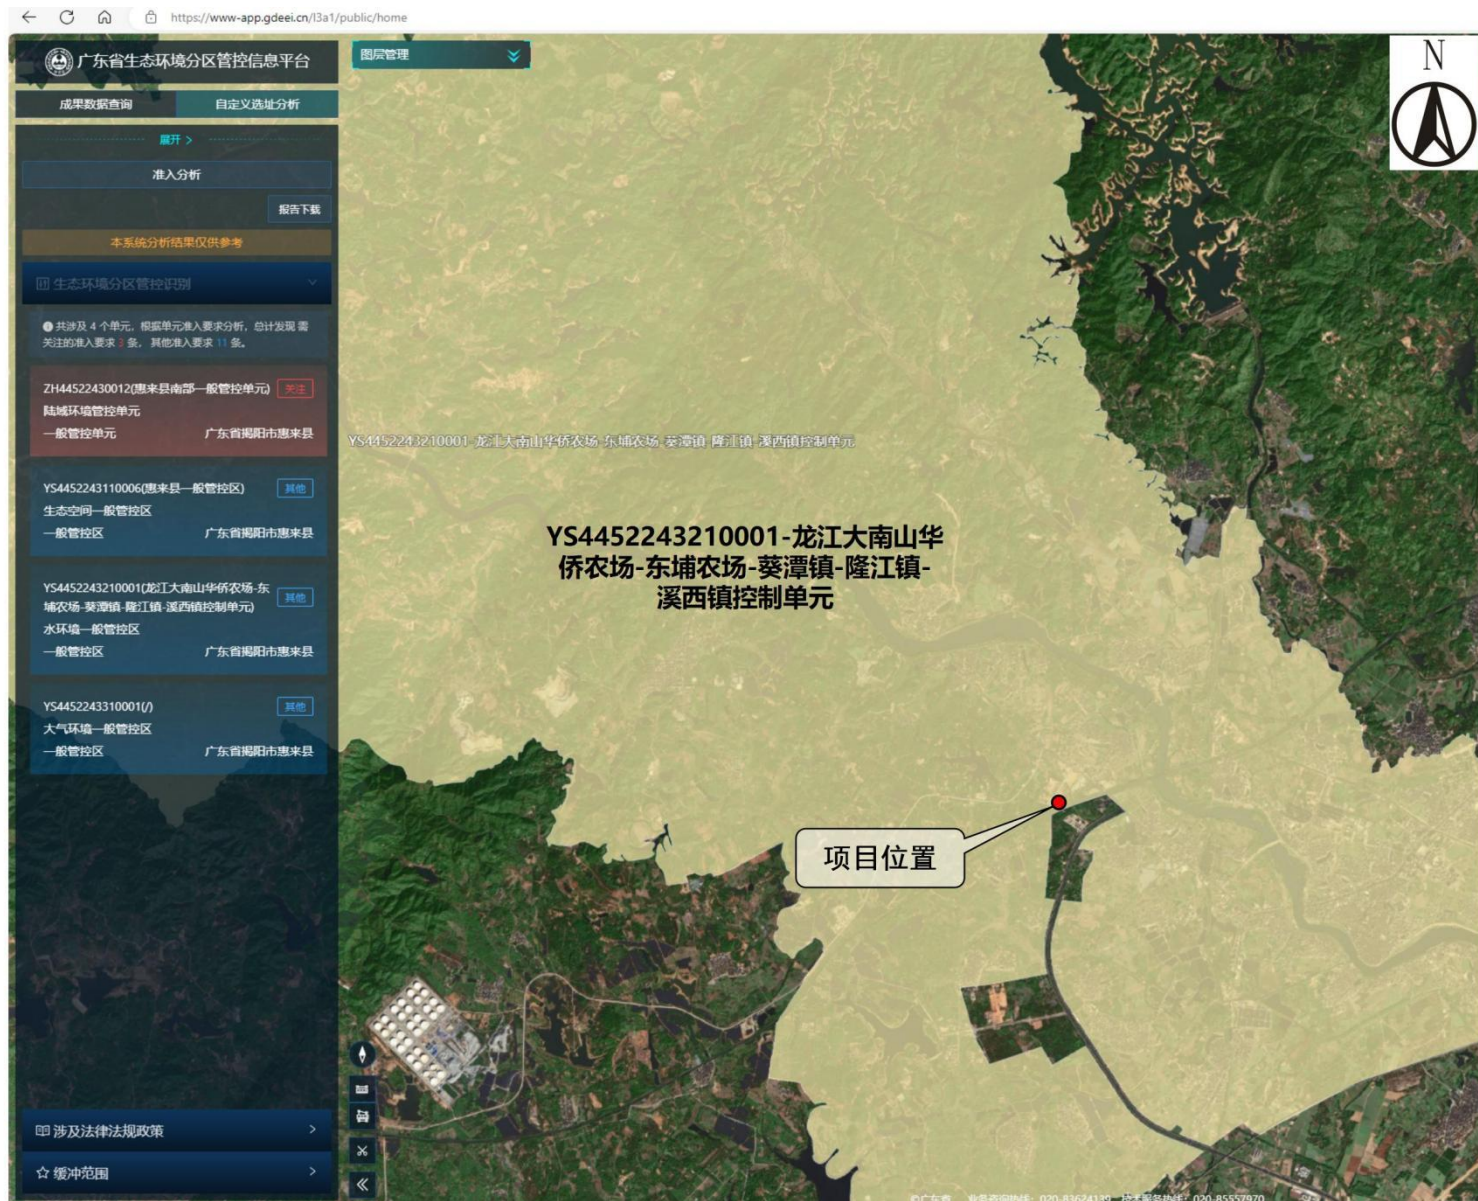 https://www-app.gdeei.cn/l3a1/public/home
广东省生态环境分区管控信息平台
图层管理
N
成果数据查询 自定义选址分析
展开 >
准入分析
报告下载
本系统分析结果仅供参考
生态环境分区管控识别
共涉及 4 个单元，根据单元准入要求分析，总计发现 需
关注的准入要求 3 条， 其他准入要求 11 条。
ZH44522430012(惠来县南部一般管控单元) 关注
陆域环境管控单元
一般管控单元 广东省揭阳市惠来县
YS4452243110006(惠来县一般管控区) 其他
生态空间一般管控区
一般管控区 广东省揭阳市惠来县
YS4452243210001(龙江大南山华侨农场-东
埔农场-葵潭镇-隆江镇-溪西镇控制单元) 其他
水环境一般管控区
一般管控区 广东省揭阳市惠来县
YS4452243310001(/) 其他
大气环境一般管控区
一般管控区 广东省揭阳市惠来县
YS4452243210001-龙江大南山华侨农场-东埔农场-葵潭镇-隆江镇-溪西镇控制单元
YS4452243210001-龙江大南山华
侨农场-东埔农场-葵潭镇-隆江镇-
溪西镇控制单元
项目位置
涉及法律法规政策 >
缓冲范围 >
业务咨询热线：020-83624139 技术服务热线：020-85557970